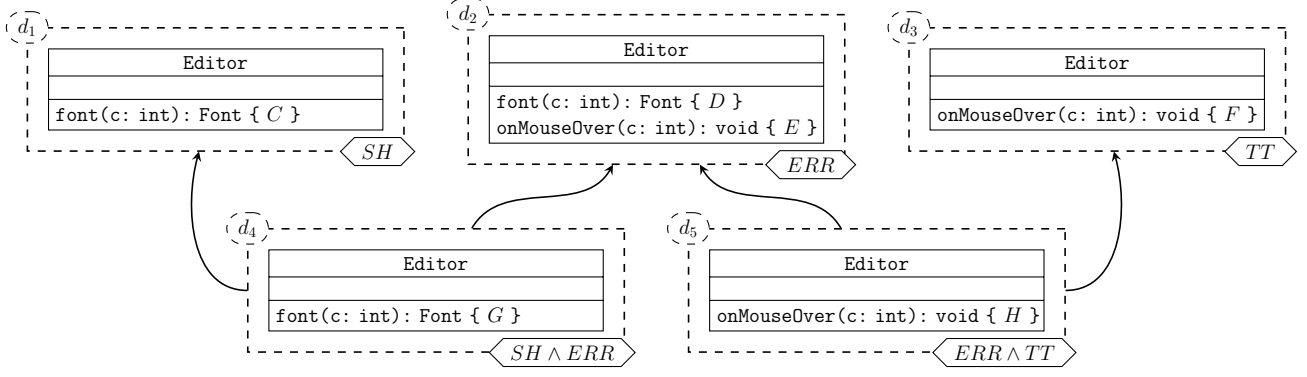 d₁
Editor
font(c: int): Font { C }
SH
d₂
Editor
font(c: int): Font { D }
onMouseOver(c: int): void { E }
ERR
d₃
Editor
onMouseOver(c: int): void { F }
TT
d₄
Editor
font(c: int): Font { G }
SH ∧ ERR
d₅
Editor
onMouseOver(c: int): void { H }
ERR ∧ TT